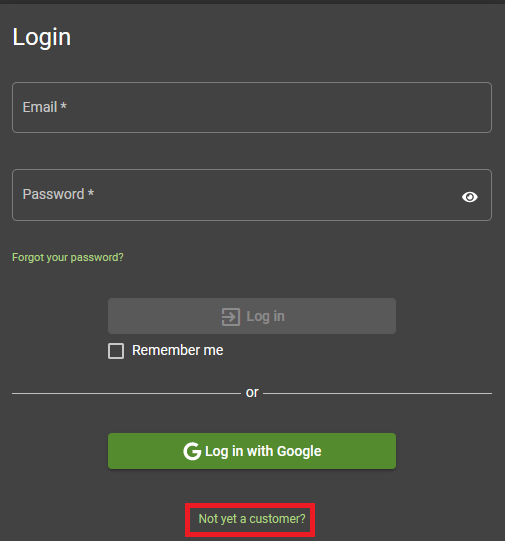 Login
Email *
Password *
Forgot your password?
Log in
Remember me
or
Log in with Google
Not yet a customer?